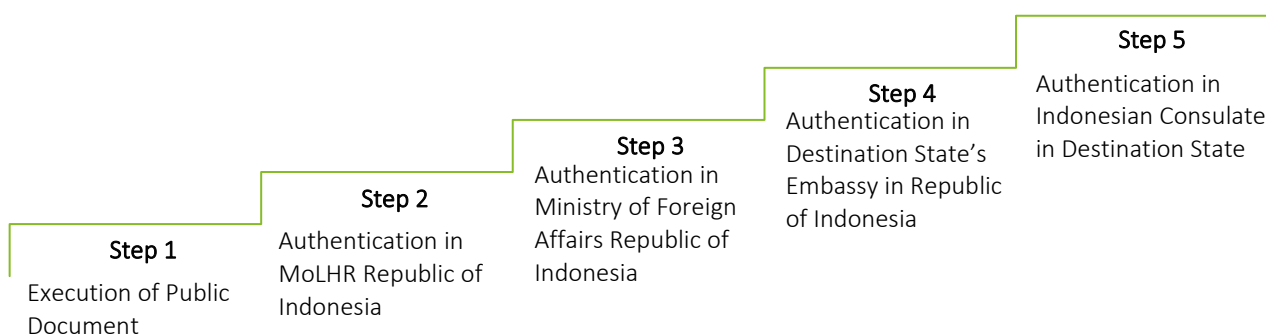 Step 1
Execution of Public
Document
Step 2
Authentication in
MoLHR Republic of
Indonesia
Step 3
Authentication in
Ministry of Foreign
Affairs Republic of
Indonesia
Step 4
Authentication in
Destination State’s
Embassy in Republic
of Indonesia
Step 5
Authentication in
Indonesian Consulate
in Destination State